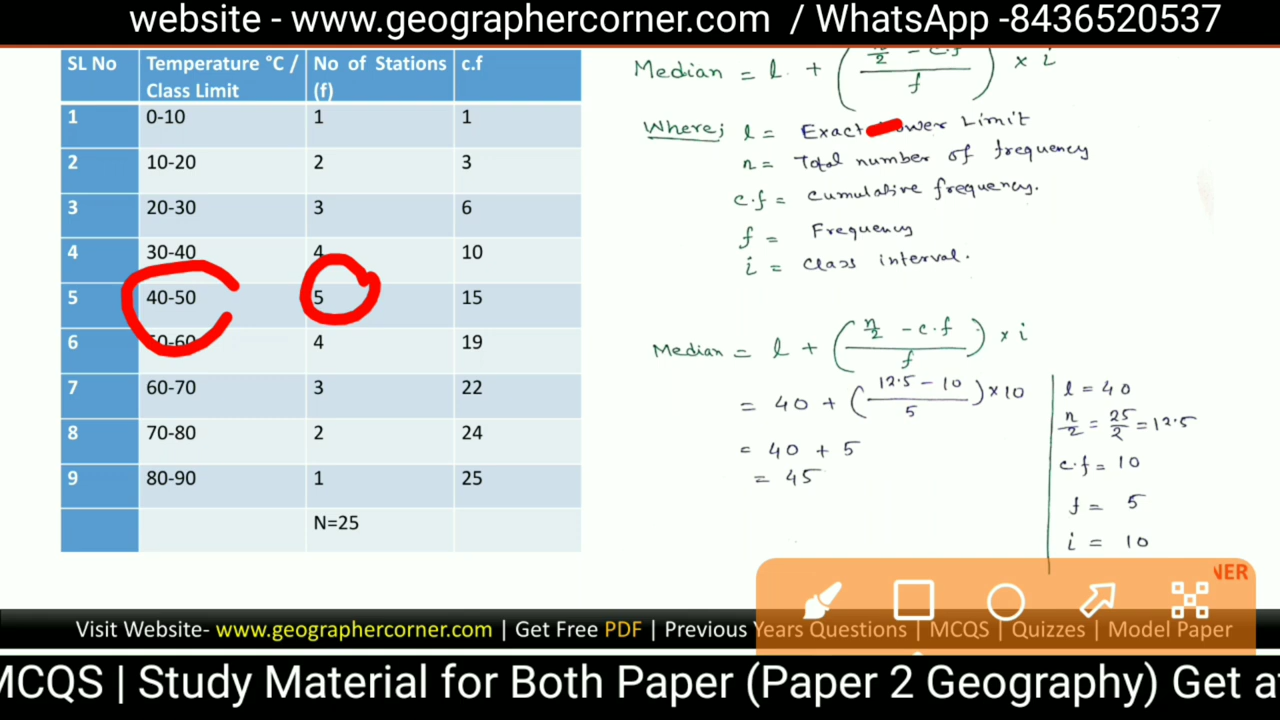 website - www.geographercorner.com / WhatsApp -8436520537
SL No Temperature °C / Class Limit No of Stations (f) c.f
1 0-10 1 1
2 10-20 2 3
3 20-30 3 6
4 30-40 4 10
5 40-50 5 15
6 50-60 4 19
7 60-70 3 22
8 70-80 2 24
9 80-90 1 25
N=25
Median = l + ( n/2 - c.f / f ) × i
Where; l = Exact Lower Limit
n = Total number of frequency
c.f = cumulative frequency.
f = Frequency
i = class interval.
Median = l + ( n/2 - c.f / f ) × i
= 40 + ( 12.5 - 10 / 5 ) × 10
= 40 + 5
= 45
l = 40
n/2 = 25/2 = 12.5
c.f = 10
f = 5
i = 10
NER
Visit Website- www.geographercorner.com | Get Free PDF | Previous Years Questions | MCQS | Quizzes | Model Paper
MCQS | Study Material for Both Paper (Paper 2 Geography) Get at